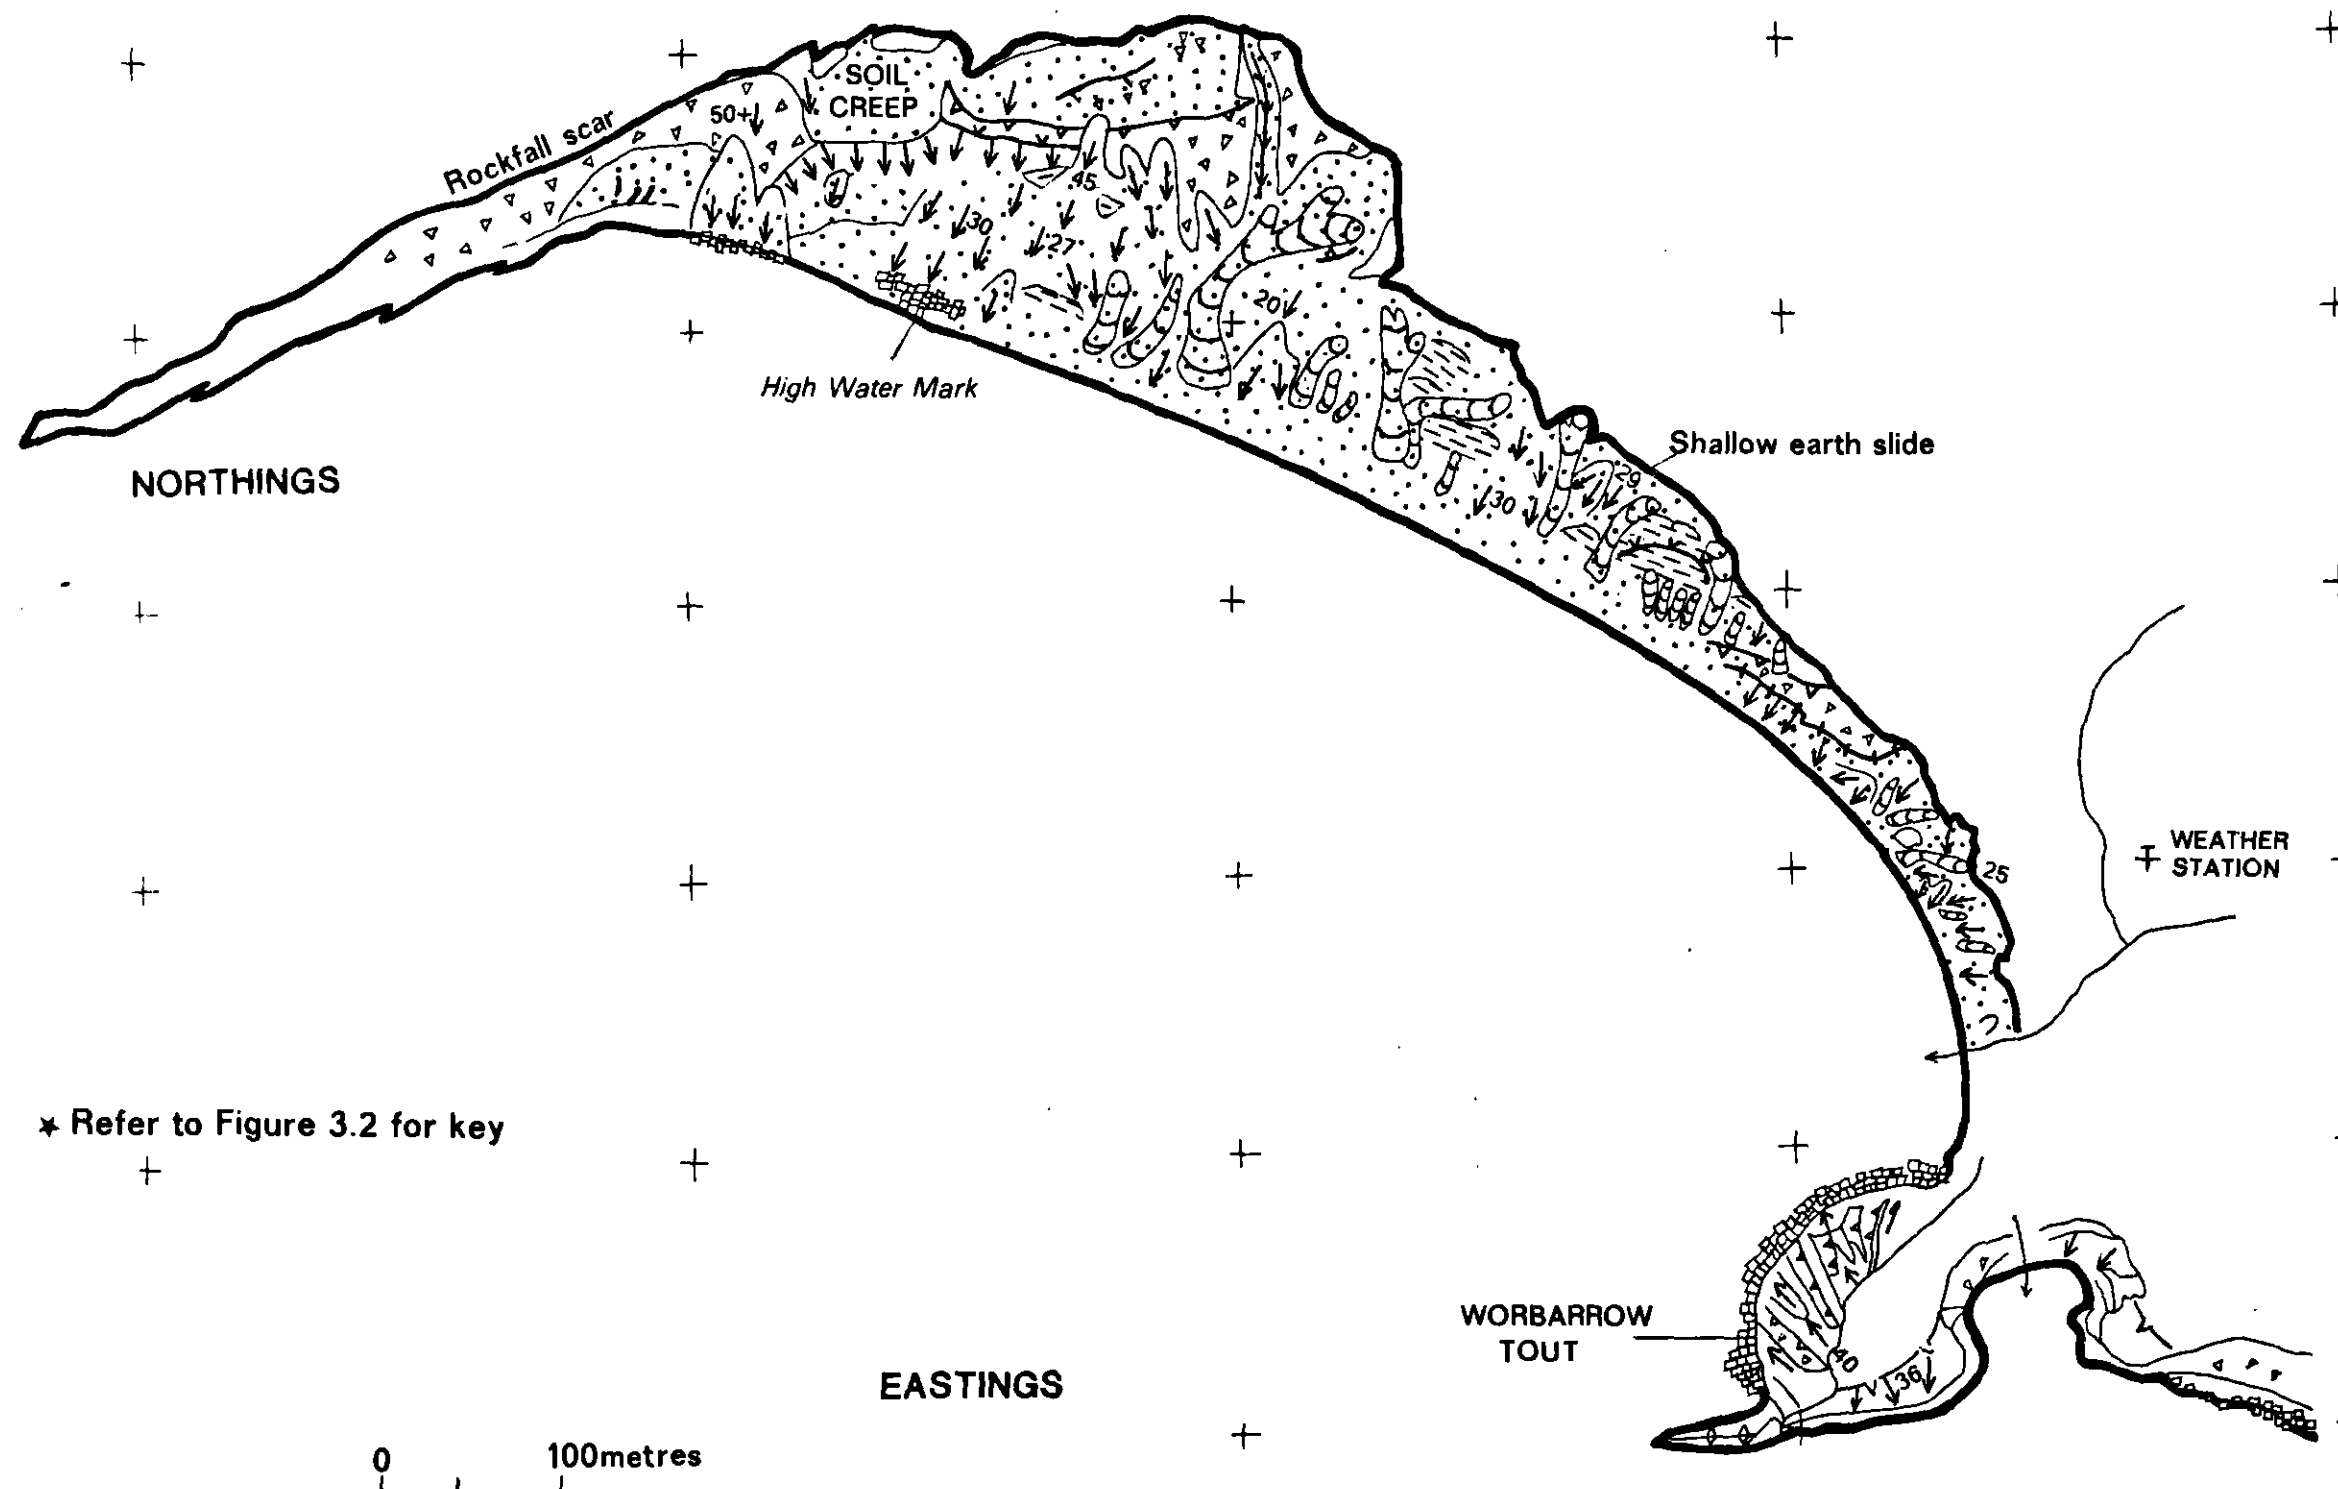 SOIL
CREEP
50+
Rockfall scar
45
30
27
20
High Water Mark
Shallow earth slide
29
30
NORTHINGS
WEATHER
STATION
25
* Refer to Figure 3.2 for key
WORBARROW
TOUT
40
36
EASTINGS
0 100metres